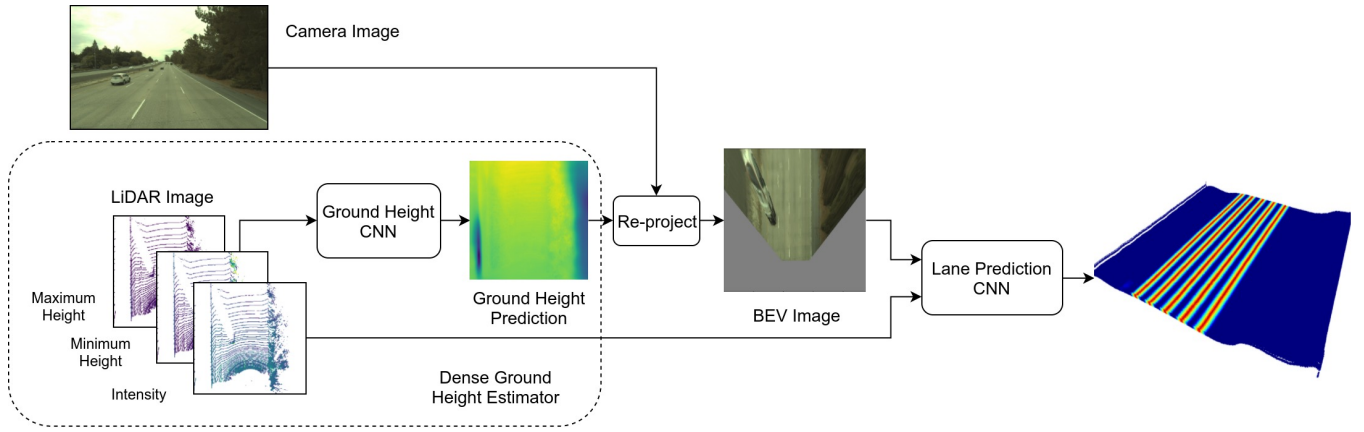 Camera Image
LiDAR Image
Maximum
Height
Minimum
Height
Intensity
Ground Height
CNN
Ground Height
Prediction
Dense Ground
Height Estimator
Re-project
BEV Image
Lane Prediction
CNN